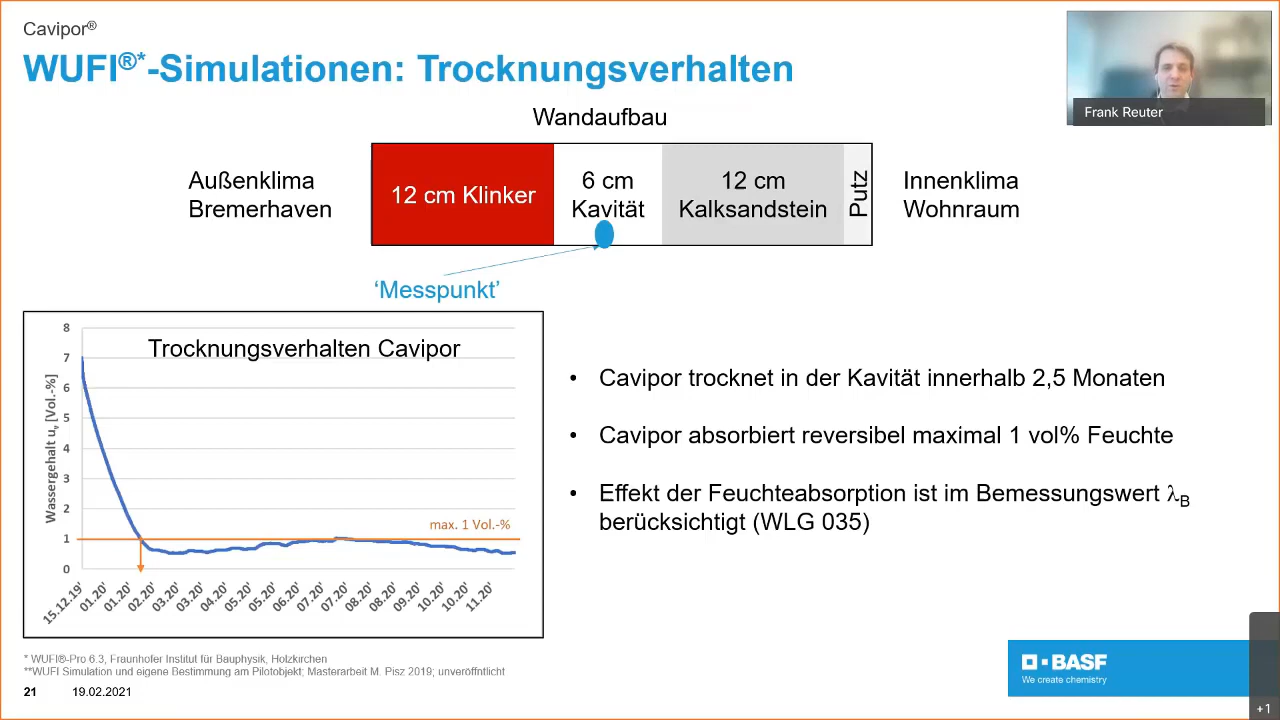 Cavipor®
WUFI®*-Simulationen: Trocknungsverhalten
Frank Reuter
Wandaufbau
Außenklima
Bremerhaven
12 cm Klinker
6 cm
Kavität
12 cm
Kalksandstein
Putz
Innenklima
Wohnraum
‘Messpunkt’
Trocknungsverhalten Cavipor
Wassergehalt uv [Vol.-%]
8
7
6
5
4
3
2
1
0
max. 1 Vol.-%
15.12.19'
01.20'
01.20'
02.20'
03.20'
03.20'
04.20'
05.20'
05.20'
06.20'
07.20'
07.20'
08.20'
08.20'
09.20'
10.20'
10.20'
11.20'
• Cavipor trocknet in der Kavität innerhalb 2,5 Monaten
• Cavipor absorbiert reversibel maximal 1 vol% Feuchte
• Effekt der Feuchteabsorption ist im Bemessungswert λB
berücksichtigt (WLG 035)
* WUFI®-Pro 6.3, Fraunhofer Institut für Bauphysik, Holzkirchen
**WUFI Simulation und eigene Bestimmung am Pilotobjekt; Masterarbeit M. Pisz 2019; unveröffntlicht
21 19.02.2021
BASF
We create chemistry
+1